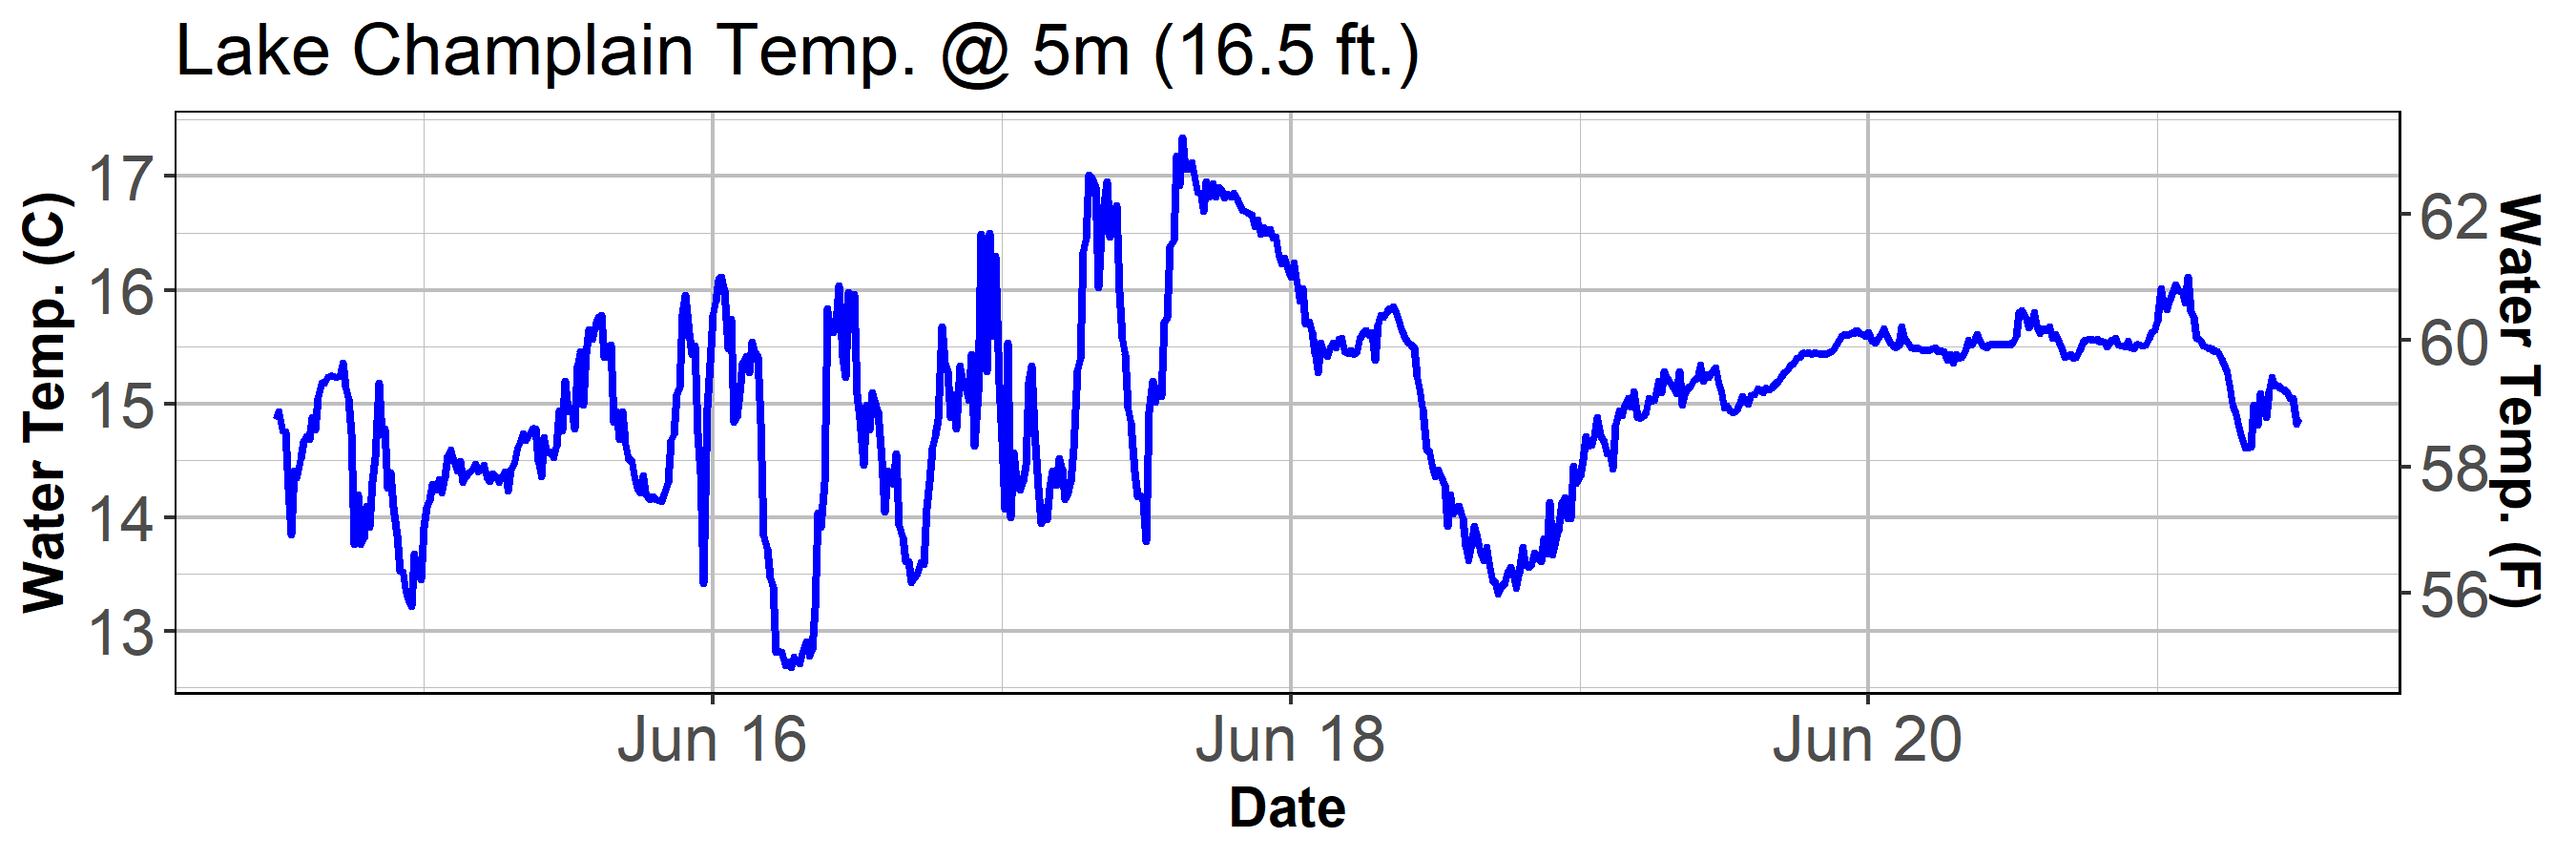 Lake Champlain Temp. @ 5m (16.5 ft.)
Water Temp. (C)
17
16
15
14
13
62
60
58
56
Water Temp. (F)
Jun 16
Jun 18
Jun 20
Date